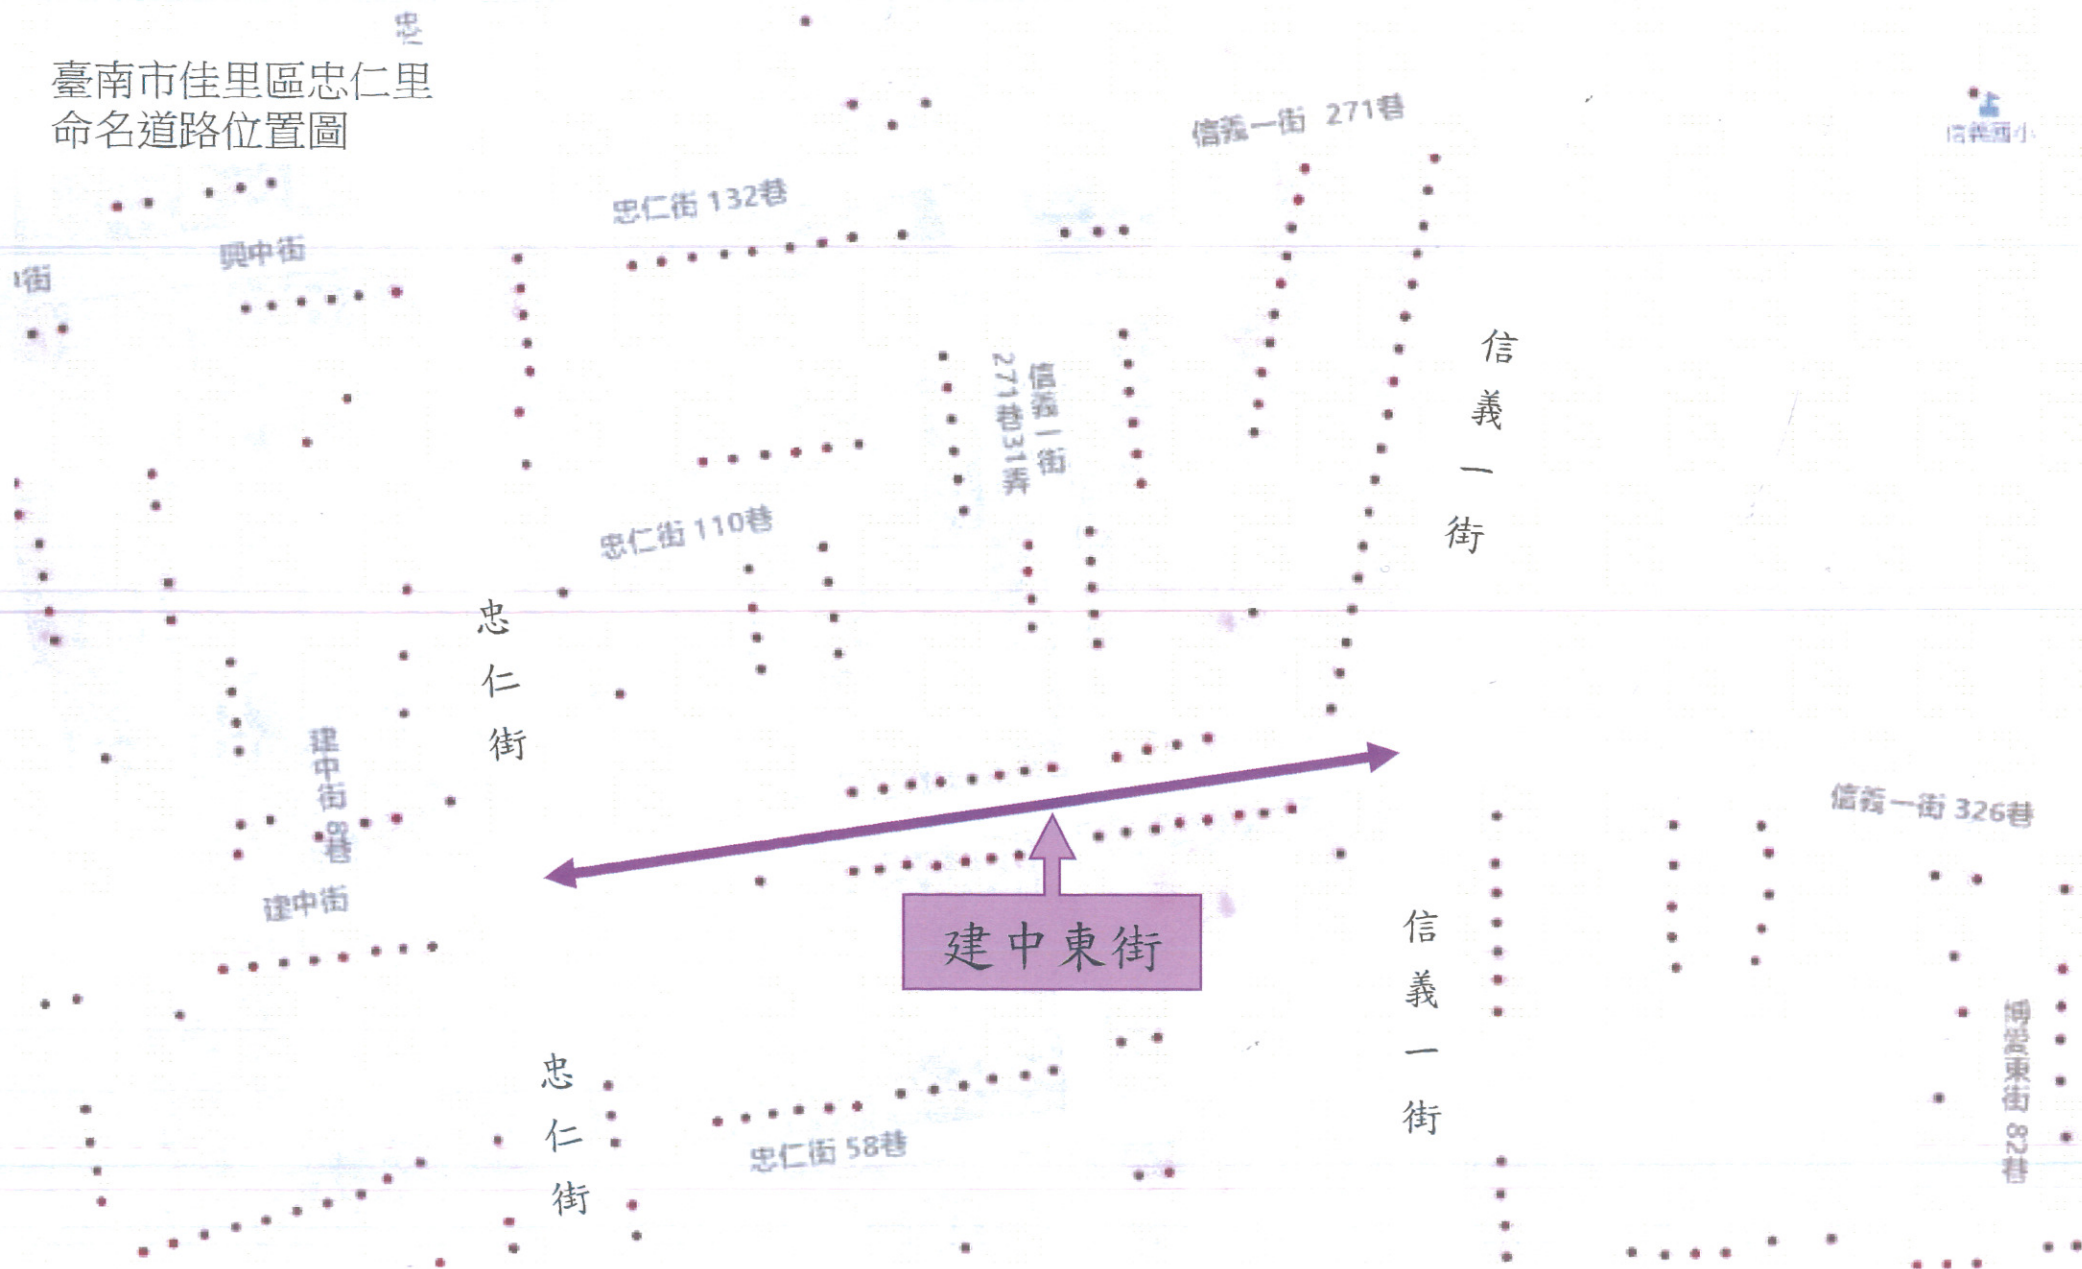 臺南市佳里區忠仁里
命名道路位置圖
信義一街 271巷
信義國小
忠仁街 132巷
興中街
街
信義一街
271巷31弄
信義一街
忠仁街 110巷
忠仁街
建中街 8巷
信義一街 326巷
建中街
建中東街
信義一街
博愛東街 82巷
忠仁街
忠仁街 58巷